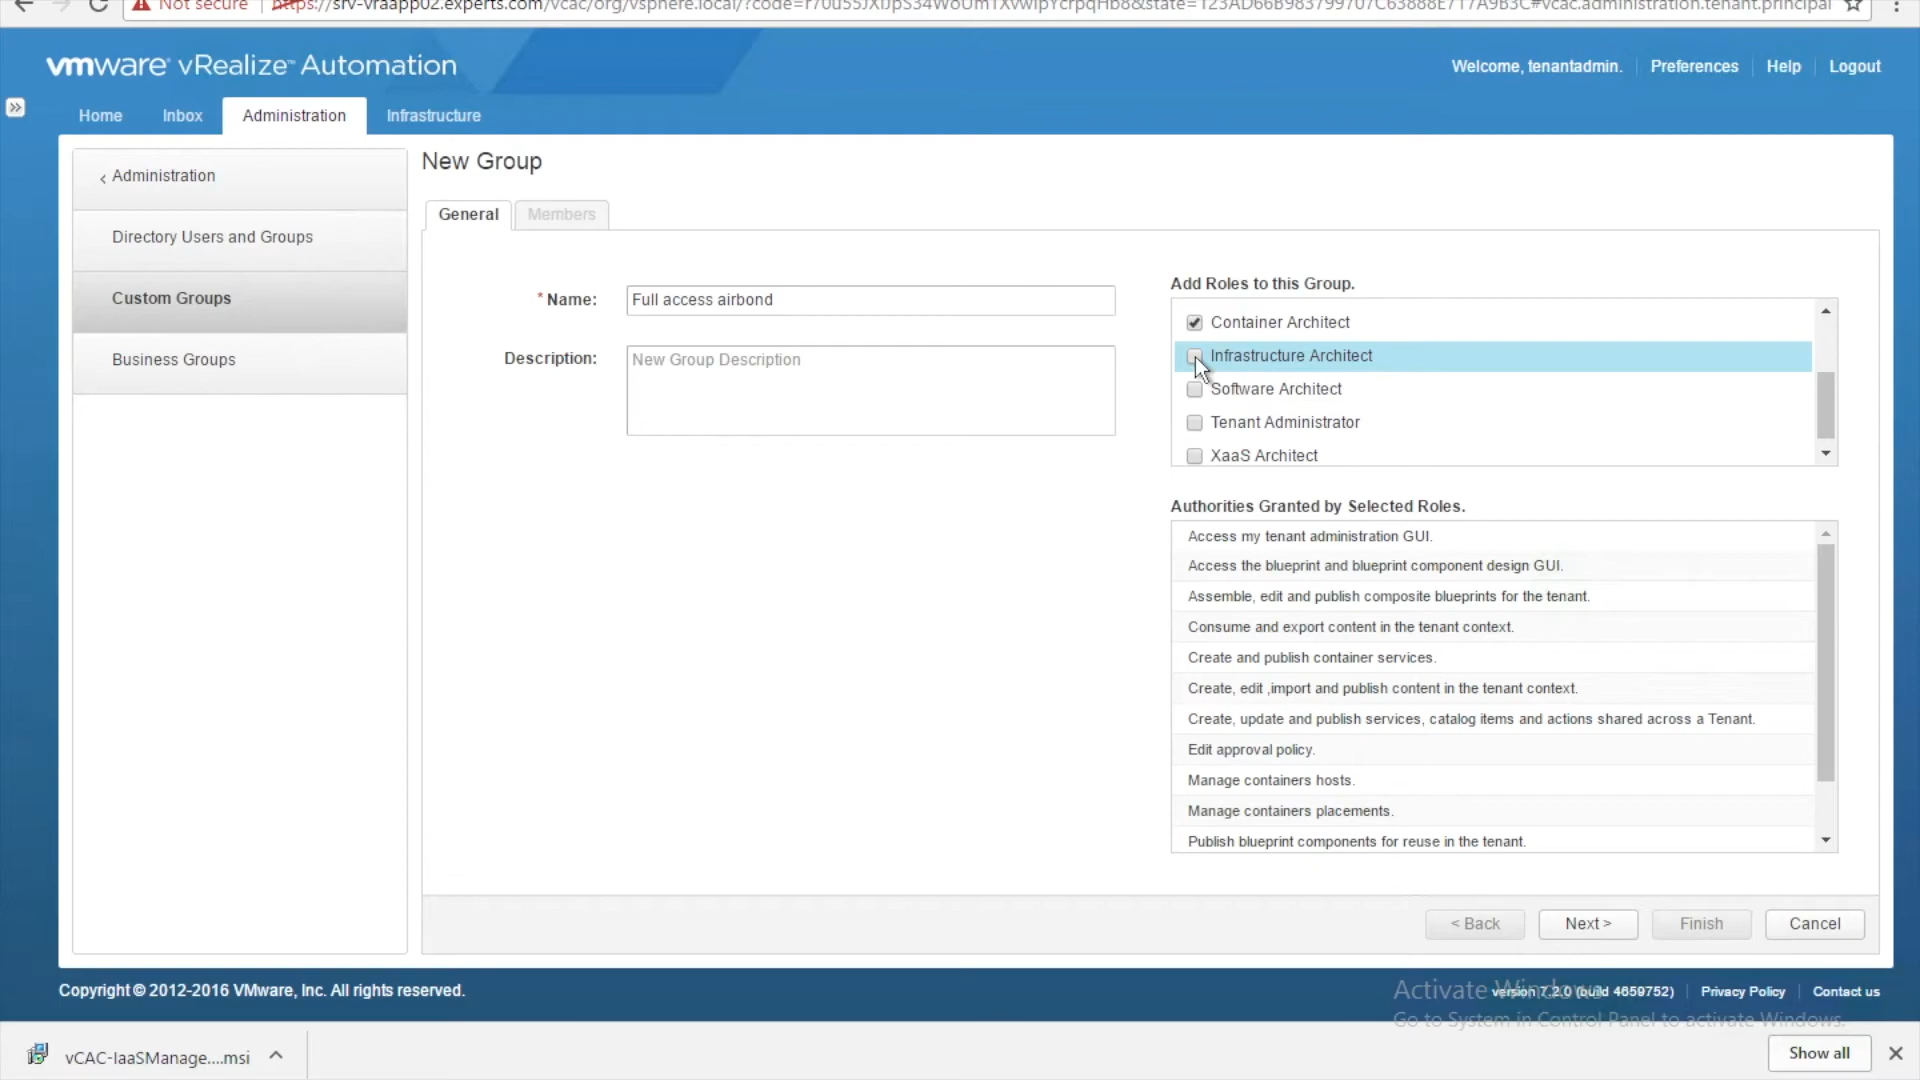 Not secure | https://srv-vraapp02.experts.com/vcac/org/vsphere.local/?
vmware vRealize™ Automation
Welcome, tenantadmin.
Preferences
Help
Logout
Home
Inbox
Administration
Infrastructure
< Administration
Directory Users and Groups
Custom Groups
Business Groups
New Group
General
Members
* Name:
Full access airbond
Description:
New Group Description
Add Roles to this Group.
Container Architect
Infrastructure Architect
Software Architect
Tenant Administrator
XaaS Architect
Authorities Granted by Selected Roles.
Access my tenant administration GUI.
Access the blueprint and blueprint component design GUI.
Assemble, edit and publish composite blueprints for the tenant.
Consume and export content in the tenant context.
Create and publish container services.
Create, edit ,import and publish content in the tenant context.
Create, update and publish services, catalog items and actions shared across a Tenant.
Edit approval policy.
Manage containers hosts.
Manage containers placements.
Publish blueprint components for reuse in the tenant.
< Back
Next >
Finish
Cancel
Copyright © 2012-2016 VMware, Inc. All rights reserved.
Activate Windows
version 7.2.0 (build 4659752)
Privacy Policy
Contact us
Go to System in Control Panel to activate Windows.
vCAC-IaaSManage....msi
Show all